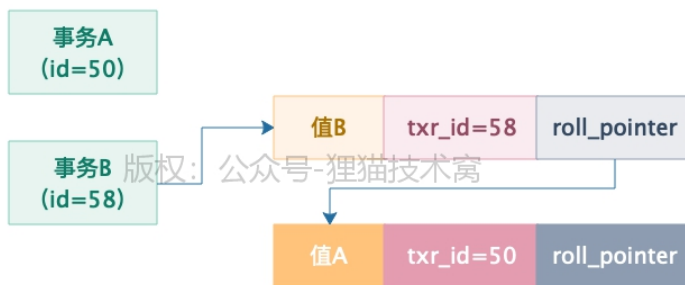 事务A
(id=50)
值B
txr_id=58
roll_pointer
事务B
(id=58)
版权：公众号-狸猫技术窝
值A
txr_id=50
roll_pointer